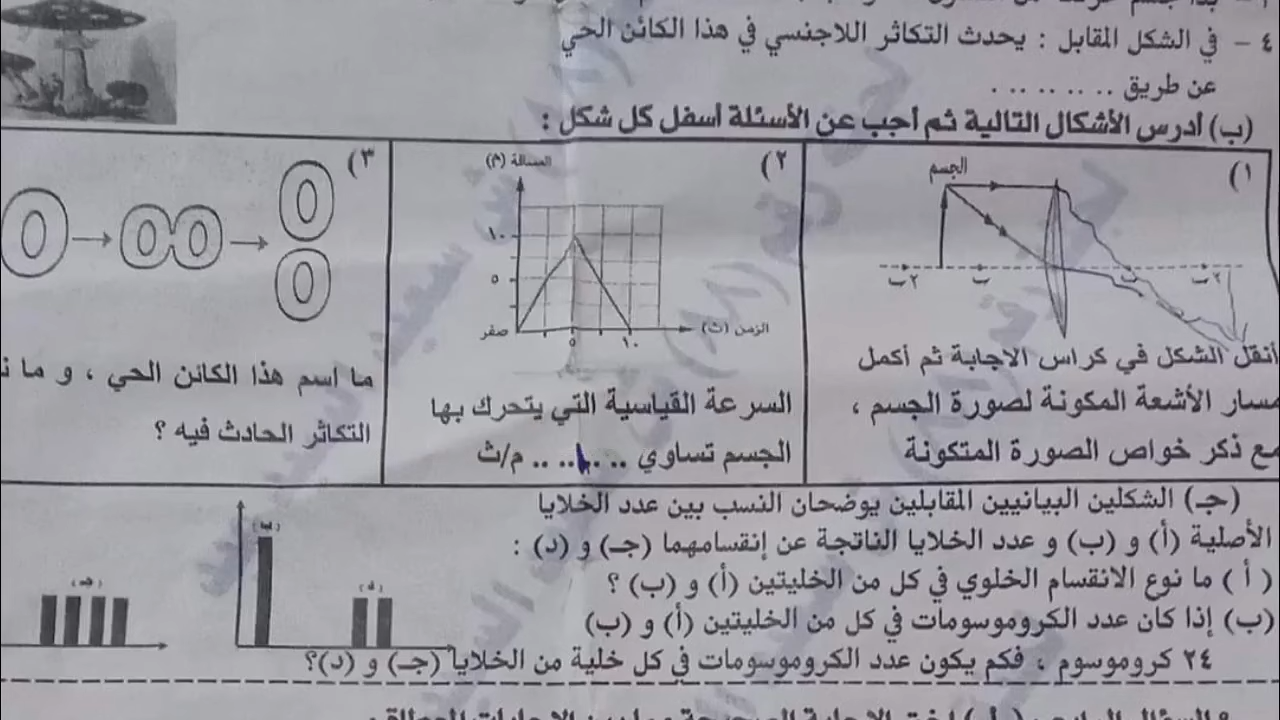 ٤ – في الشكل المقابل : يحدث التكاثر اللاجنسي في هذا الكائن الحي
عن طريق .. .. .. .. .
(ب) أدرس الأشكال التالية ثم أجب عن الأسئلة أسفل كل شكل :
١)
الجسم
٢ب ب ب ٢ب
أنقل الشكل في كراس الاجابة ثم أكمل
مسار الأشعة المكونة لصورة الجسم ،
مع ذكر خواص الصورة المتكونة
٢)
المسافة (م)
١٠
٥
صفر
٥ ١٠
الزمن (ث)
السرعة القياسية التي يتحرك بها
الجسم تساوي .. .. .. .. م/ث
٣)
ما اسم هذا الكائن الحي ، و ما
التكاثر الحادث فيه ؟
(جـ) الشكلين البيانيين المقابلين يوضحان النسب بين عدد الخلايا
الأصلية (أ) و (ب) و عدد الخلايا الناتجة عن إنقسامهما (جـ) و (د) :
( أ ) ما نوع الانقسام الخلوي في كل من الخليتين (أ) و (ب) ؟
(ب) إذا كان عدد الكروموسومات في كل من الخليتين (أ) و (ب)
٢٤ كروموسوم ، فكم يكون عدد الكروموسومات في كل خلية من الخلايا (جـ) و (د)؟
(ب)
(د)
(جـ)